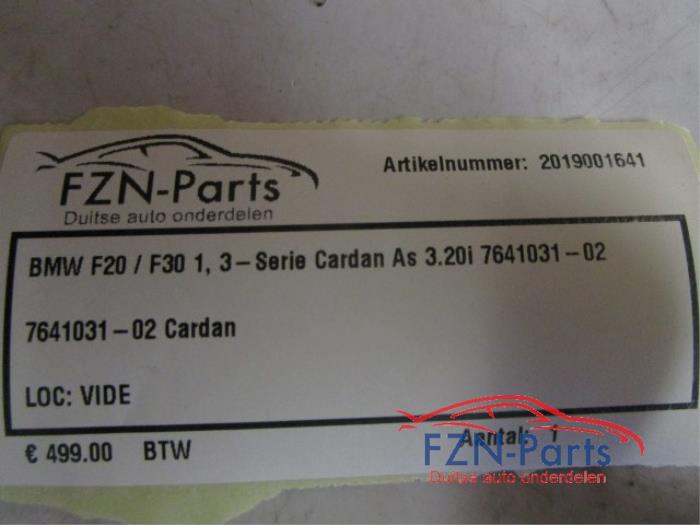 FZN-Parts
Duitse auto onderdelen
Artikelnummer: 2019001641
BMW F20 / F30 1, 3-Serie Cardan As 3.20i 7641031-02
7641031-02 Cardan
LOC: VIDE
€ 499.00 BTW
Aantal: 1
FZN-Parts
Duitse auto onderdelen